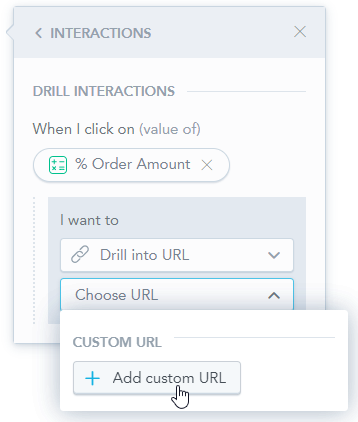 INTERACTIONS
DRILL INTERACTIONS
When I click on (value of)
% Order Amount
I want to
Drill into URL
Choose URL
CUSTOM URL
Add custom URL